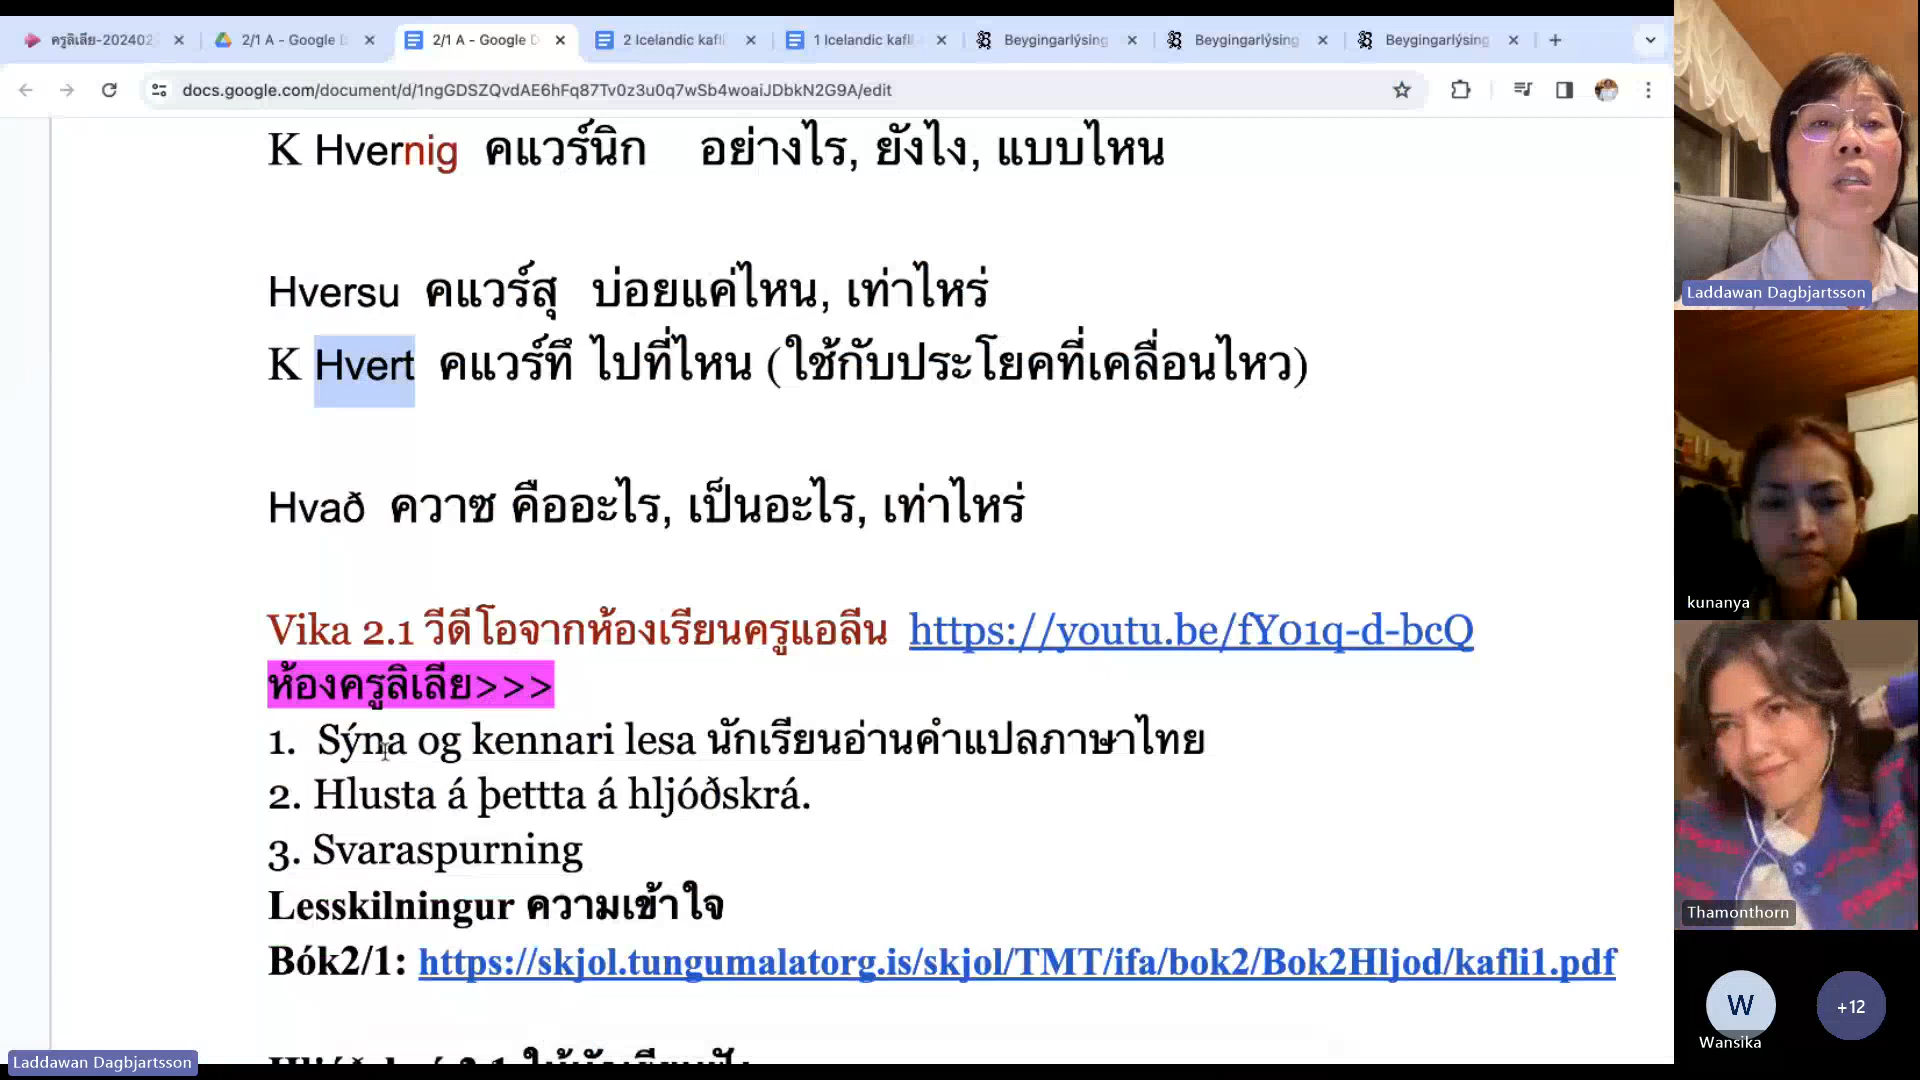 ครูลิเลีย-202402
2/1 A - Google D
2/1 A - Google D
2 Icelandic kafl
1 Icelandic kafl
Beygingarlýsing
Beygingarlýsing
Beygingarlýsing
docs.google.com/document/d/1ngGDSZQvdAE6hFq87Tv0z3u0q7wSb4woaiJDbkN2G9A/edit
K Hvernig คแวร์นิก อย่างไร, ยังไง, แบบไหน
Hversu คแวร์สุ บ่อยแค่ไหน, เท่าไหร่
K Hvert คแวร์ทึ ไปที่ไหน (ใช้กับประโยคที่เคลื่อนไหว)
Hvað ควาซ คืออะไร, เป็นอะไร, เท่าไหร่
Vika 2.1 วีดีโอจากห้องเรียนครูแอลีน https://youtu.be/fY01q-d-bcQ
ห้องครูลิเลีย>>>
1. Sýna og kennari lesa นักเรียนอ่านคำแปลภาษาไทย
2. Hlusta á þettta á hljóðskrá.
3. Svaraspurning
Lesskilningur ความเข้าใจ
Bók2/1: https://skjol.tungumalatorg.is/skjol/TMT/ifa/bok2/Bok2Hljod/kafli1.pdf
Laddawan Dagbjartsson
Laddawan Dagbjartsson
kunanya
Thamonthorn
W
Wansika
+12